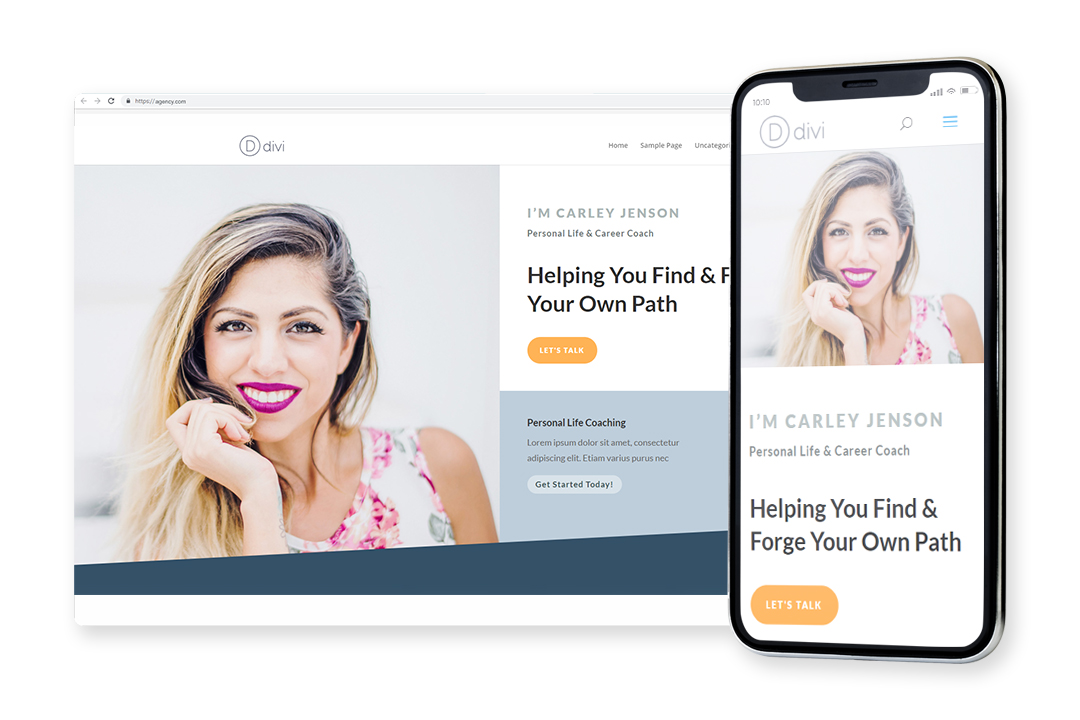 https://agency.com
D divi
Home Sample Page Uncategori
I'M CARLEY JENSON
Personal Life & Career Coach
Helping You Find & F
Your Own Path
LET'S TALK
Personal Life Coaching
Lorem ipsum dolor sit amet, consectetur
adipiscing elit. Etiam varius purus nec
Get Started Today!
10:10
D divi
I'M CARLEY JENSON
Personal Life & Career Coach
Helping You Find &
Forge Your Own Path
LET'S TALK